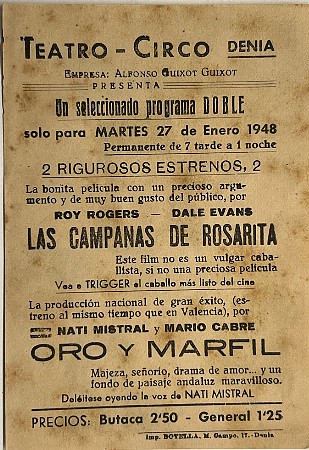 TEATRO - CIRCO DENIA
EMPRESA: ALFONSO GUIXOT GUIXOT
PRESENTA
Un seleccionado programa DOBLE
solo para MARTES 27 de Enero 1948
Permanente de 7 tarde a 1 noche
2 RIGUROSOS ESTRENOS, 2
La bonita película con un precioso argu-
mento y de muy buen gusto del público, por
ROY ROGERS — DALE EVANS
LAS CAMPANAS DE ROSARITA
Este film no es un vulgar caba-
llista, si no una preciosa película
Vea a TRIGGER el caballo más listo del cine
La producción nacional de gran éxito, (es-
treno al mismo tiempo que en Valencia), por
NATI MISTRAL y MARIO CABRE
ORO Y MARFIL
Majeza, señorío, drama de amor... y un
fondo de paisaje andaluz maravilloso.
Deléitese oyendo la voz de NATI MISTRAL
PRECIOS: Butaca 2'50 - General 1'25
Imp. BOTELLA, M. Campo, 17.-Denia